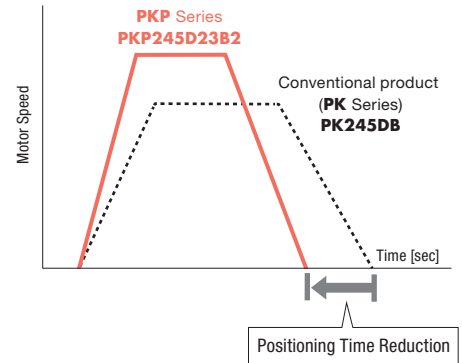 PKP Series
PKP245D23B2
Conventional product
(PK Series)
PK245DB
Motor Speed
Time [sec]
Positioning Time Reduction